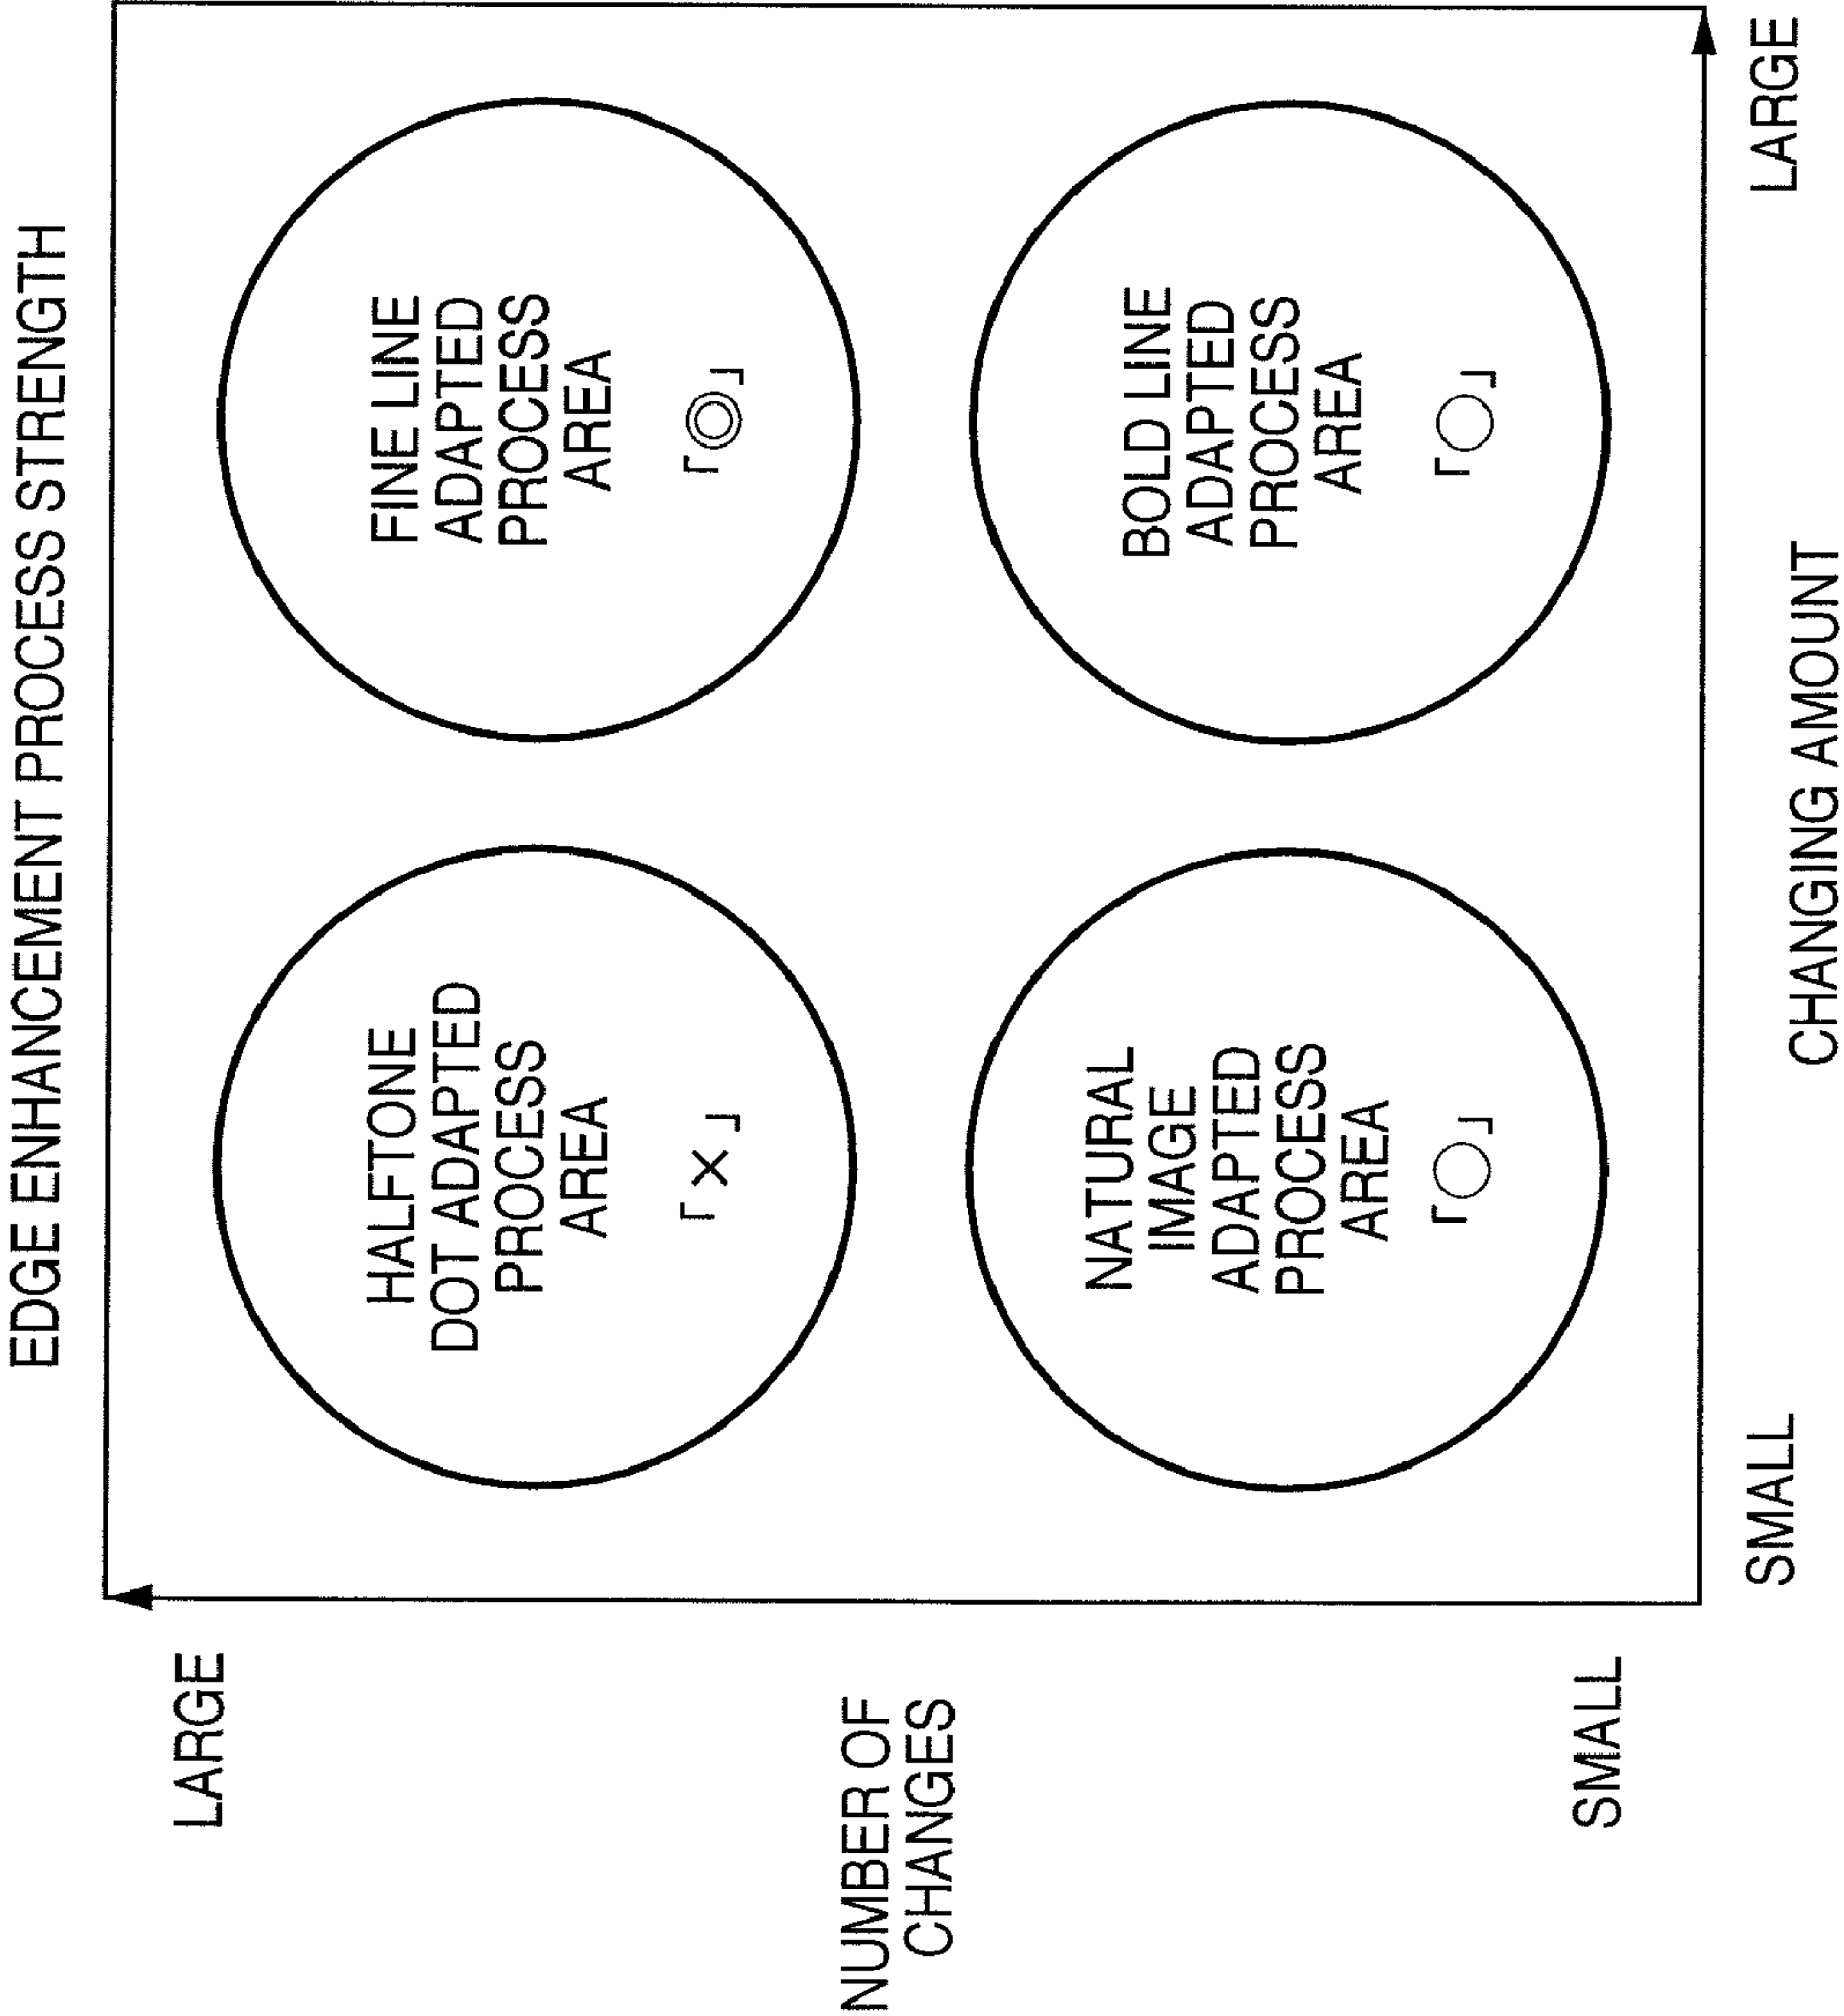 EDGE ENHANCEMENT PROCESS STRENGTH
LARGE
NUMBER OF
CHANGES
SMALL
HALFTONE
DOT ADAPTED
PROCESS
AREA
「×」
FINE LINE
ADAPTED
PROCESS
AREA
「◎」
NATURAL
IMAGE
ADAPTED
PROCESS
AREA
「○」
BOLD LINE
ADAPTED
PROCESS
AREA
「○」
SMALL
LARGE
CHANGING AMOUNT